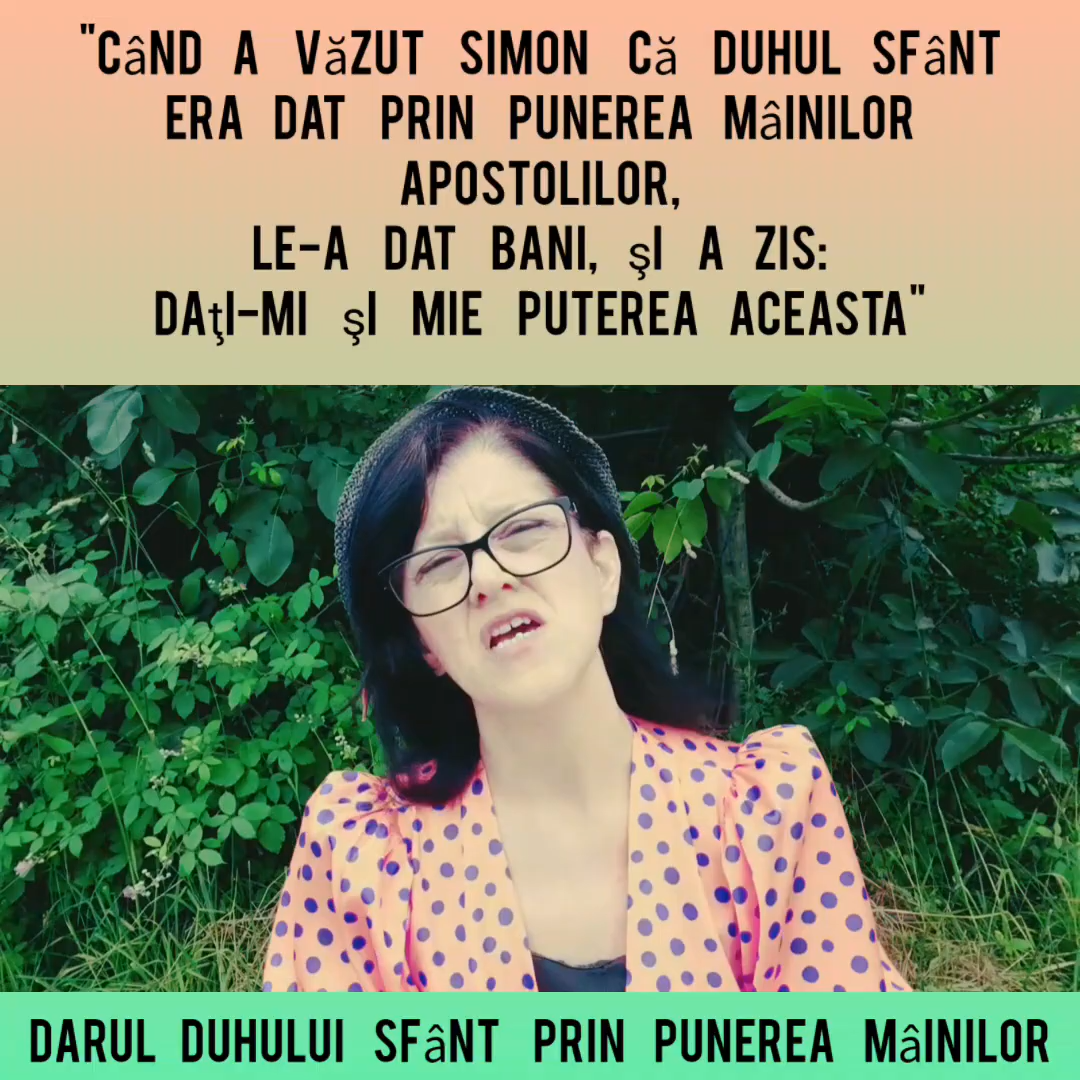 "CâND A VăZUT SIMON Că DUHUL SFâNT
ERA DAT PRIN PUNEREA MâINILOR
APOSTOLILOR,
LE-A DAT BANI, şI A ZIS:
DAţI-MI şI MIE PUTEREA ACEASTA"
DARUL DUHULUI SFâNT PRIN PUNEREA MâINILOR